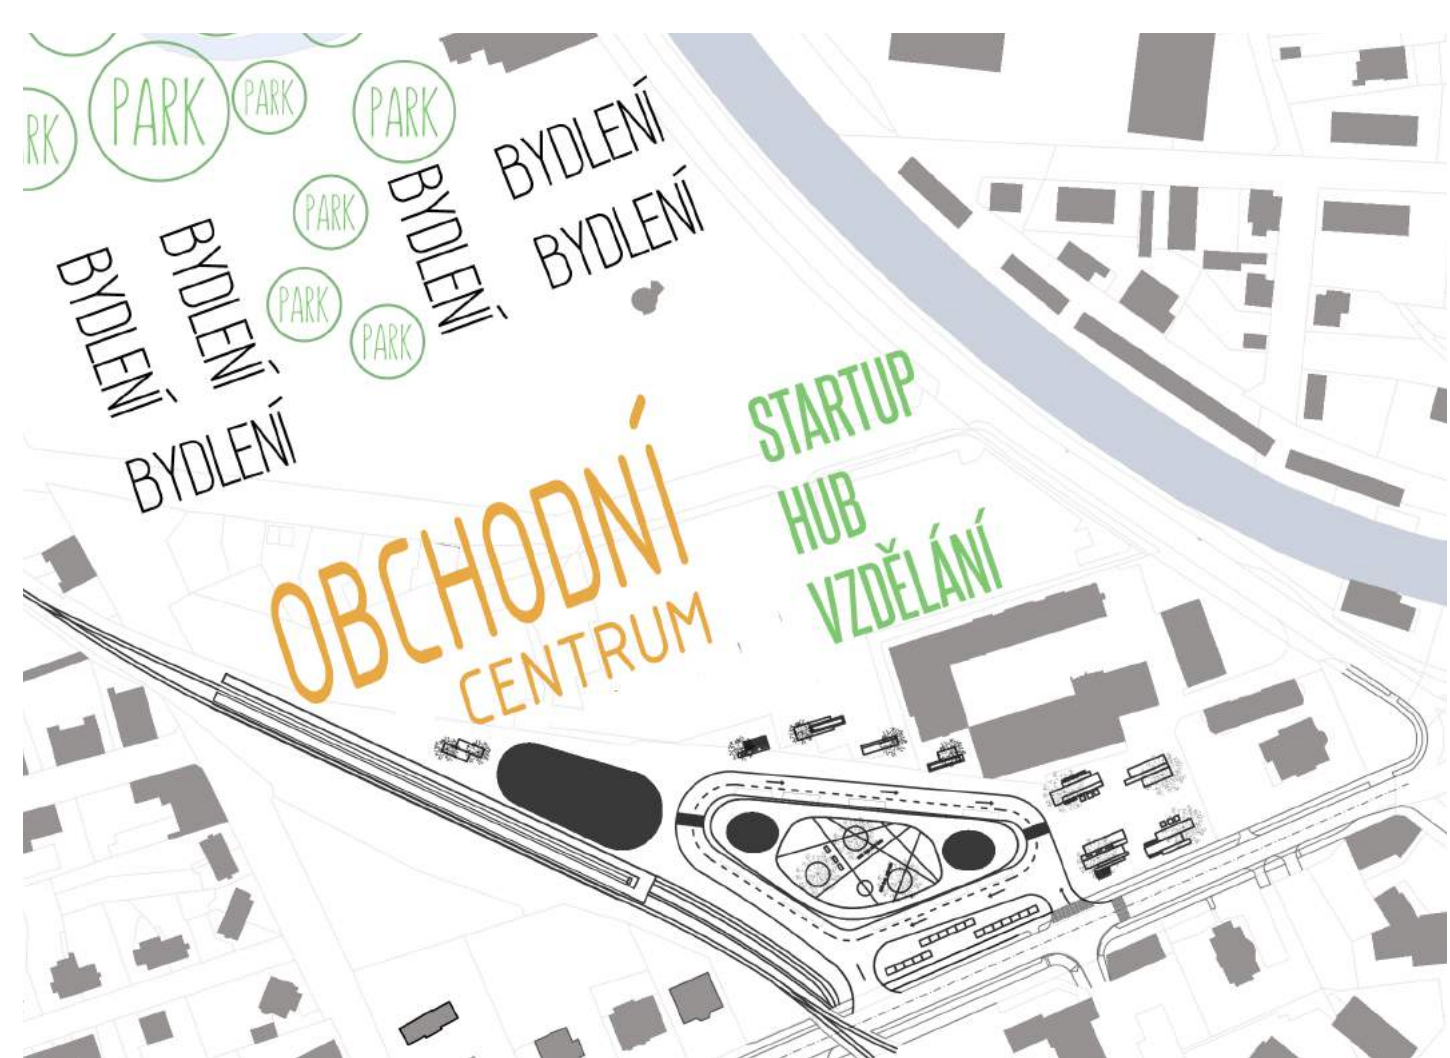 RK
PARK
PARK
PARK
BYDLENÍ
PARK
BYDLENÍ
BYDLENÍ
BYDLENÍ
BYDLENÍ
PARK
PARK
BYDLENÍ
STARTUP
HUB
VZDĚLÁNÍ
OBCHODNÍ
CENTRUM